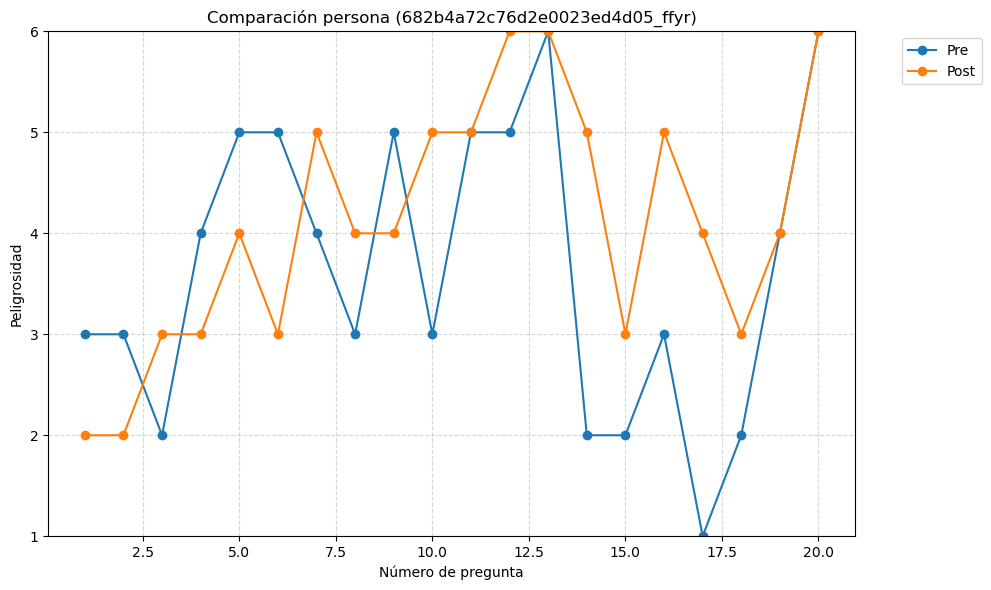 Comparación persona (682b4a72c76d2e0023ed4d05_ffyr)
Pre
Post
Peligrosidad
6
5
4
3
2
1
2.5 5.0 7.5 10.0 12.5 15.0 17.5 20.0
Número de pregunta